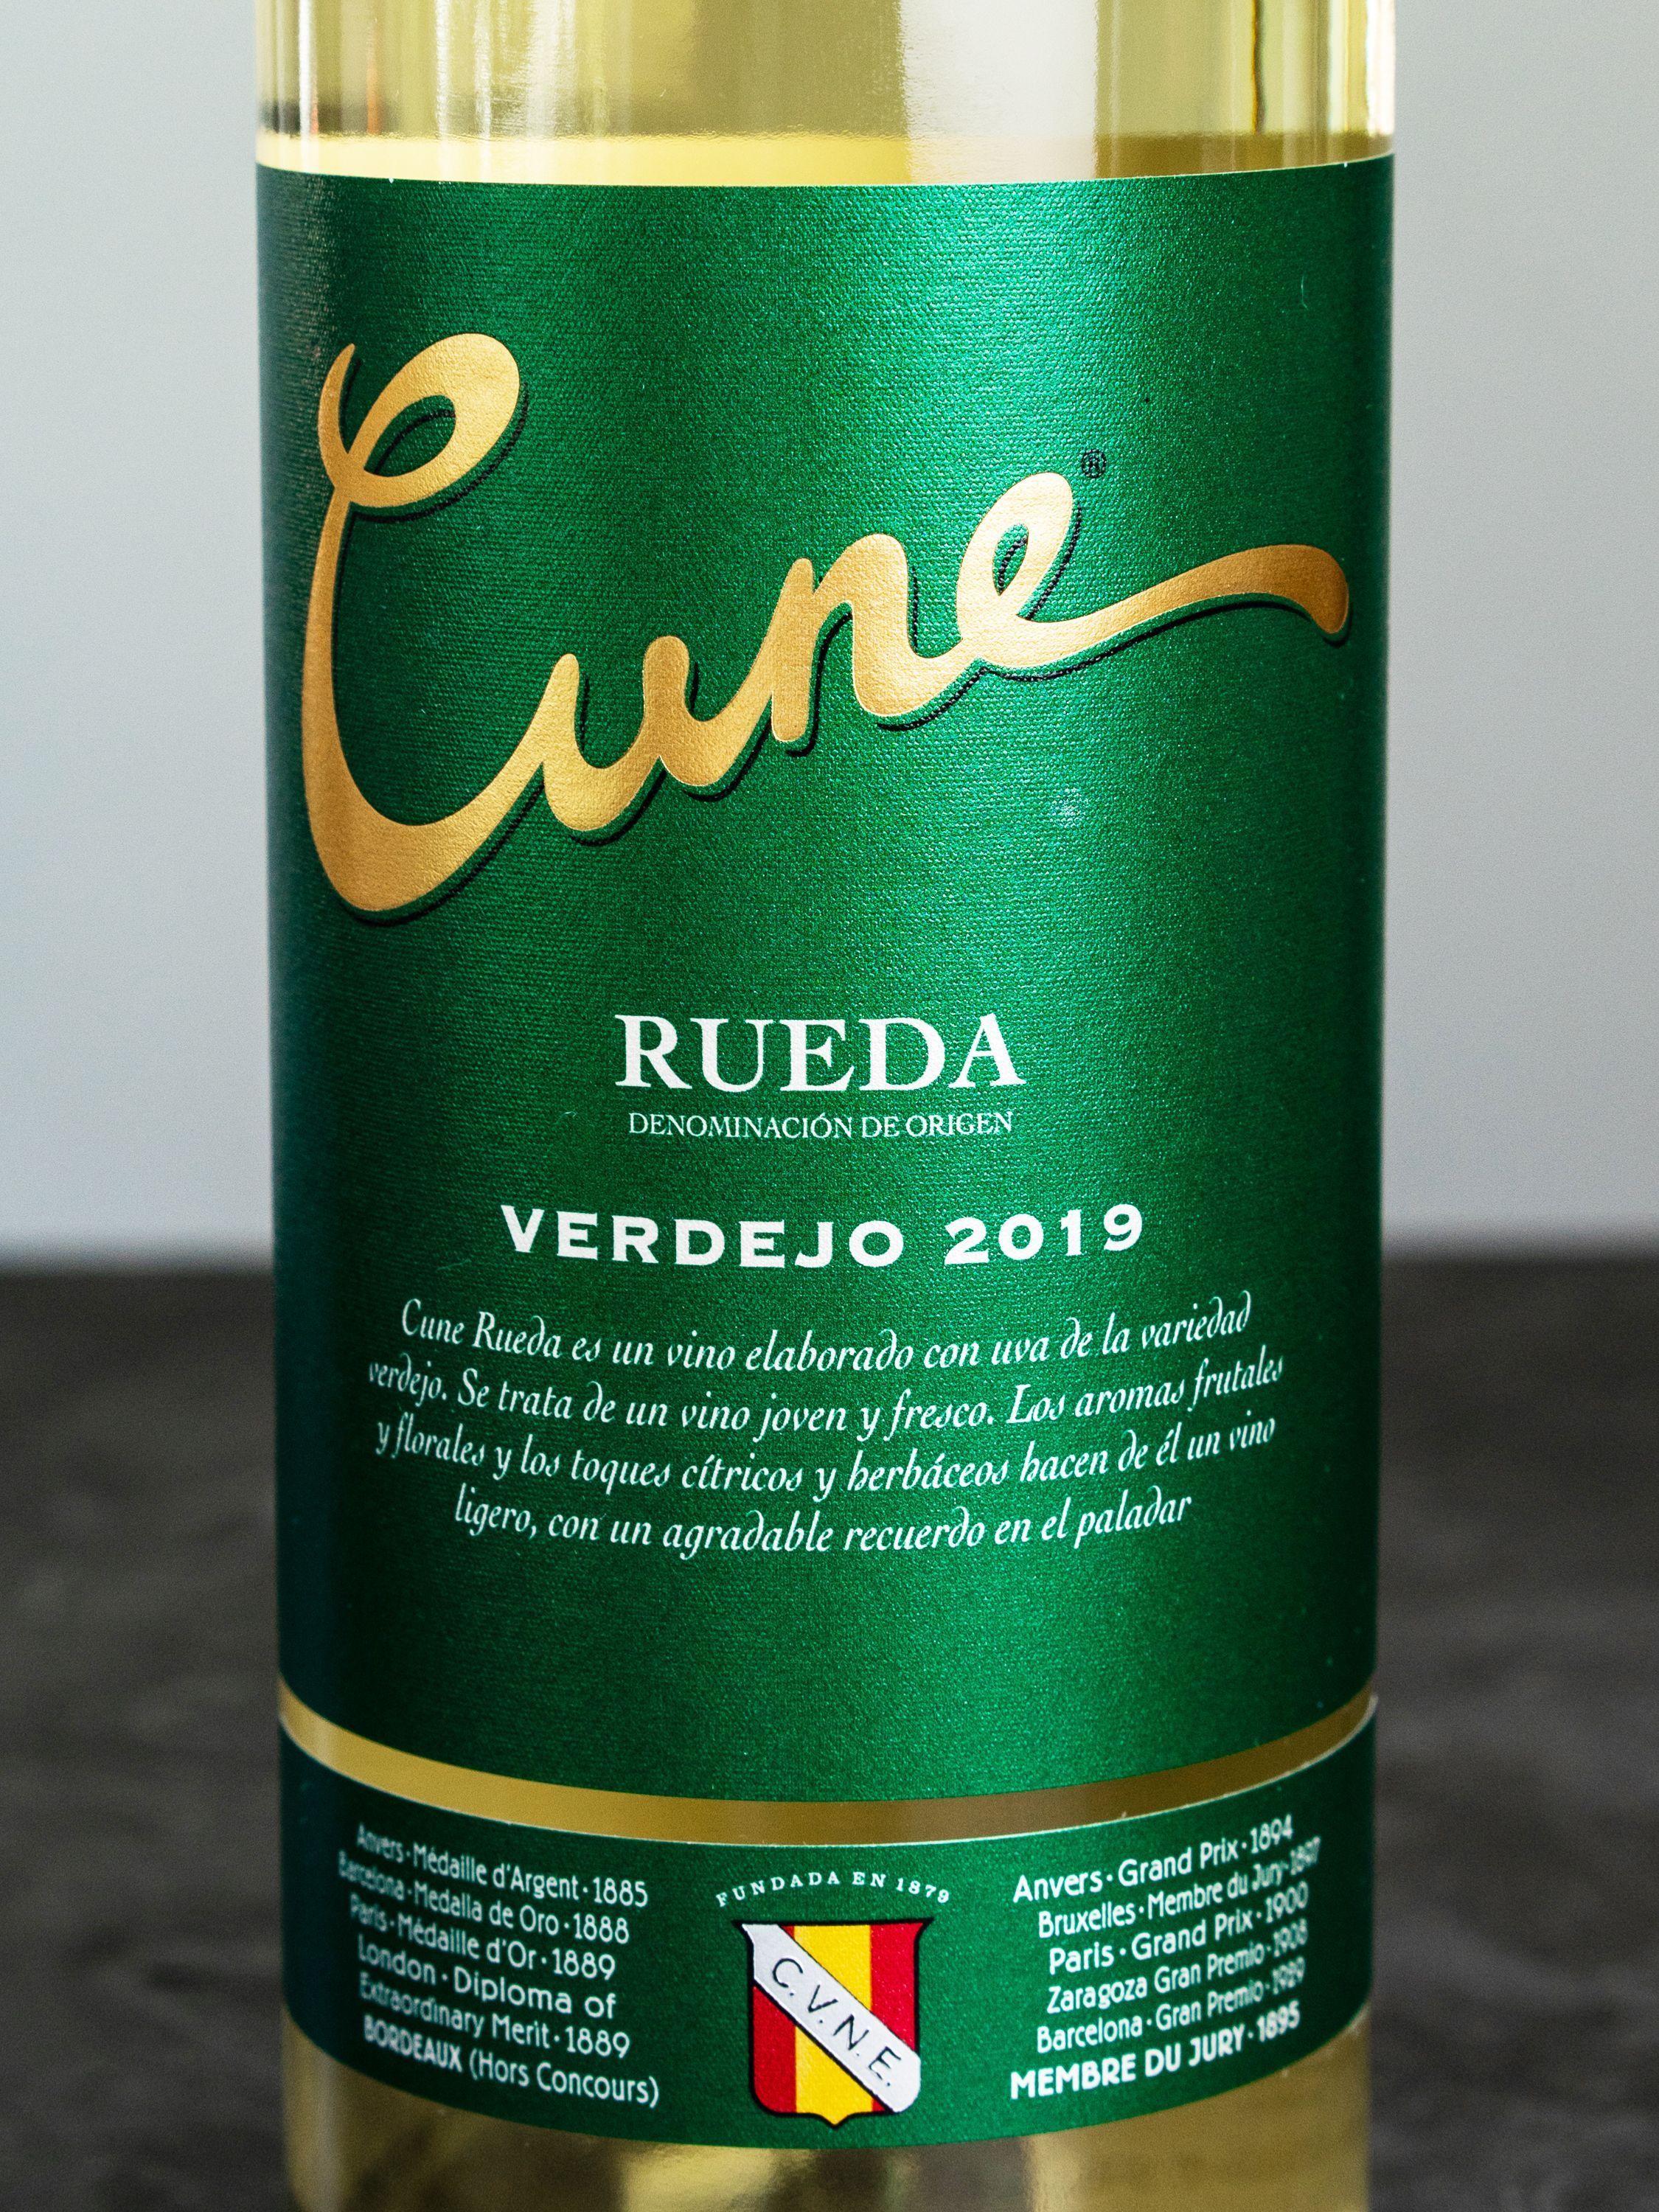 Cune®
RUEDA
DENOMINACIÓN DE ORIGEN
VERDEJO 2019
Cune Rueda es un vino elaborado con uva de la variedad
verdejo. Se trata de un vino joven y fresco. Los aromas frutales
y florales y los toques cítricos y herbáceos hacen de él un vino
ligero, con un agradable recuerdo en el paladar
Anvers · Médaille d'Argent · 1885
Barcelona · Medalla de Oro · 1888
Paris · Médaille d'Or · 1889
London · Diploma of
Extraordinary Merit · 1889
BORDEAUX (Hors Concours)
FUNDADA EN 1879
C.V.N.E.
Anvers · Grand Prix · 1894
Bruxelles · Membre du Jury · 1897
Paris · Grand Prix · 1900
Zaragoza Gran Premio · 1908
Barcelona · Gran Premio · 1929
MEMBRE DU JURY · 1895